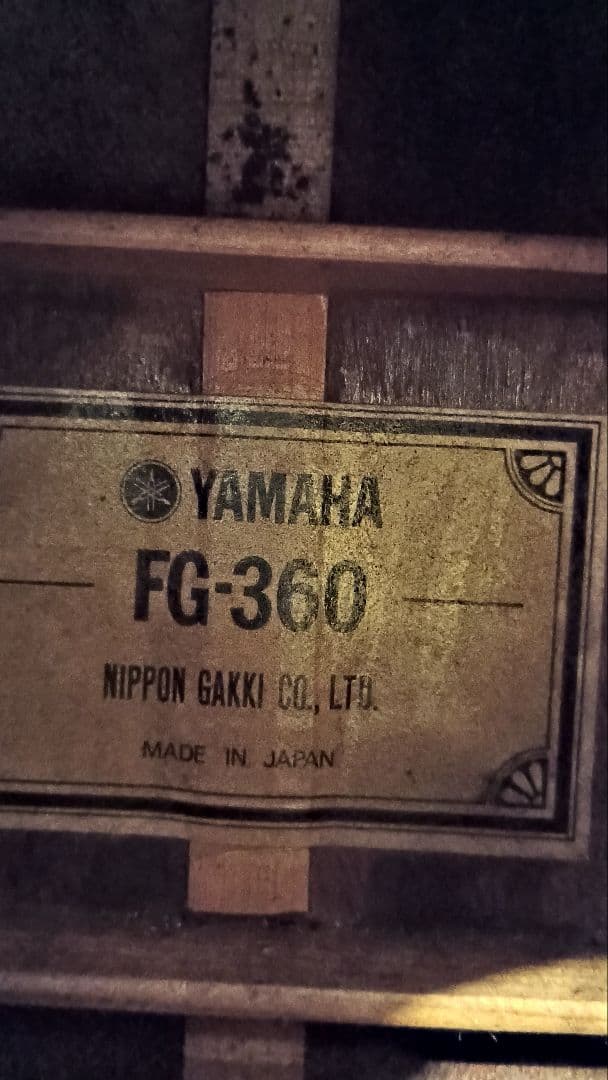 YAMAHA
FG-360
NIPPON GAKKI CO., LTD.
MADE IN JAPAN